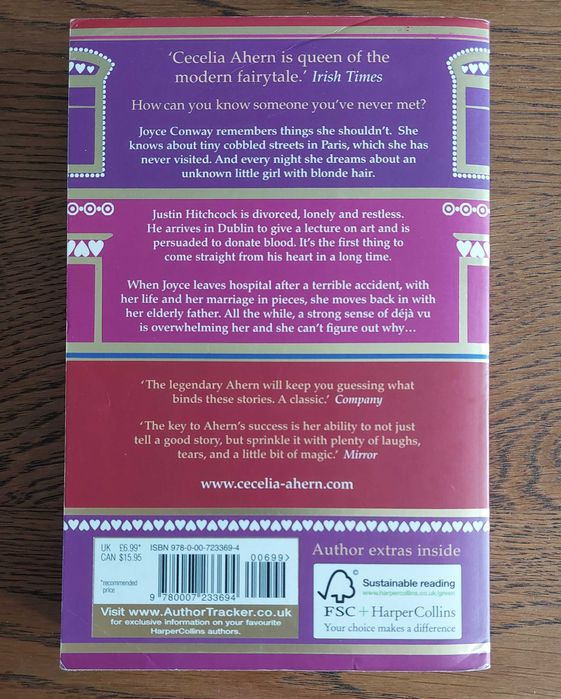 ‘Cecelia Ahern is queen of the
modern fairytale.’ Irish Times
How can you know someone you’ve never met?
Joyce Conway remembers things she shouldn’t. She
knows about tiny cobbled streets in Paris, which she has
never visited. And every night she dreams about an
unknown little girl with blonde hair.
Justin Hitchcock is divorced, lonely and restless.
He arrives in Dublin to give a lecture on art and is
persuaded to donate blood. It’s the first thing to
come straight from his heart in a long time.
When Joyce leaves hospital after a terrible accident, with
her life and her marriage in pieces, she moves back in with
her elderly father. All the while, a strong sense of déjà vu
is overwhelming her and she can’t figure out why…
‘The legendary Ahern will keep you guessing what
binds these stories. A classic.’ Company
‘The key to Ahern’s success is her ability to not just
tell a good story, but sprinkle it with plenty of laughs,
tears, and a little bit of magic.’ Mirror
www.cecelia-ahern.com
UK £6.99*
CAN $15.95
*recommended
price
ISBN 978-0-00-723369-4
00699>
9 780007 233694
Visit www.AuthorTracker.co.uk
for exclusive information on your favourite
HarperCollins authors.
Author extras inside
©
Sustainable reading
www.harpercollins.co.uk/green
FSC + HarperCollins
Your choice makes a difference